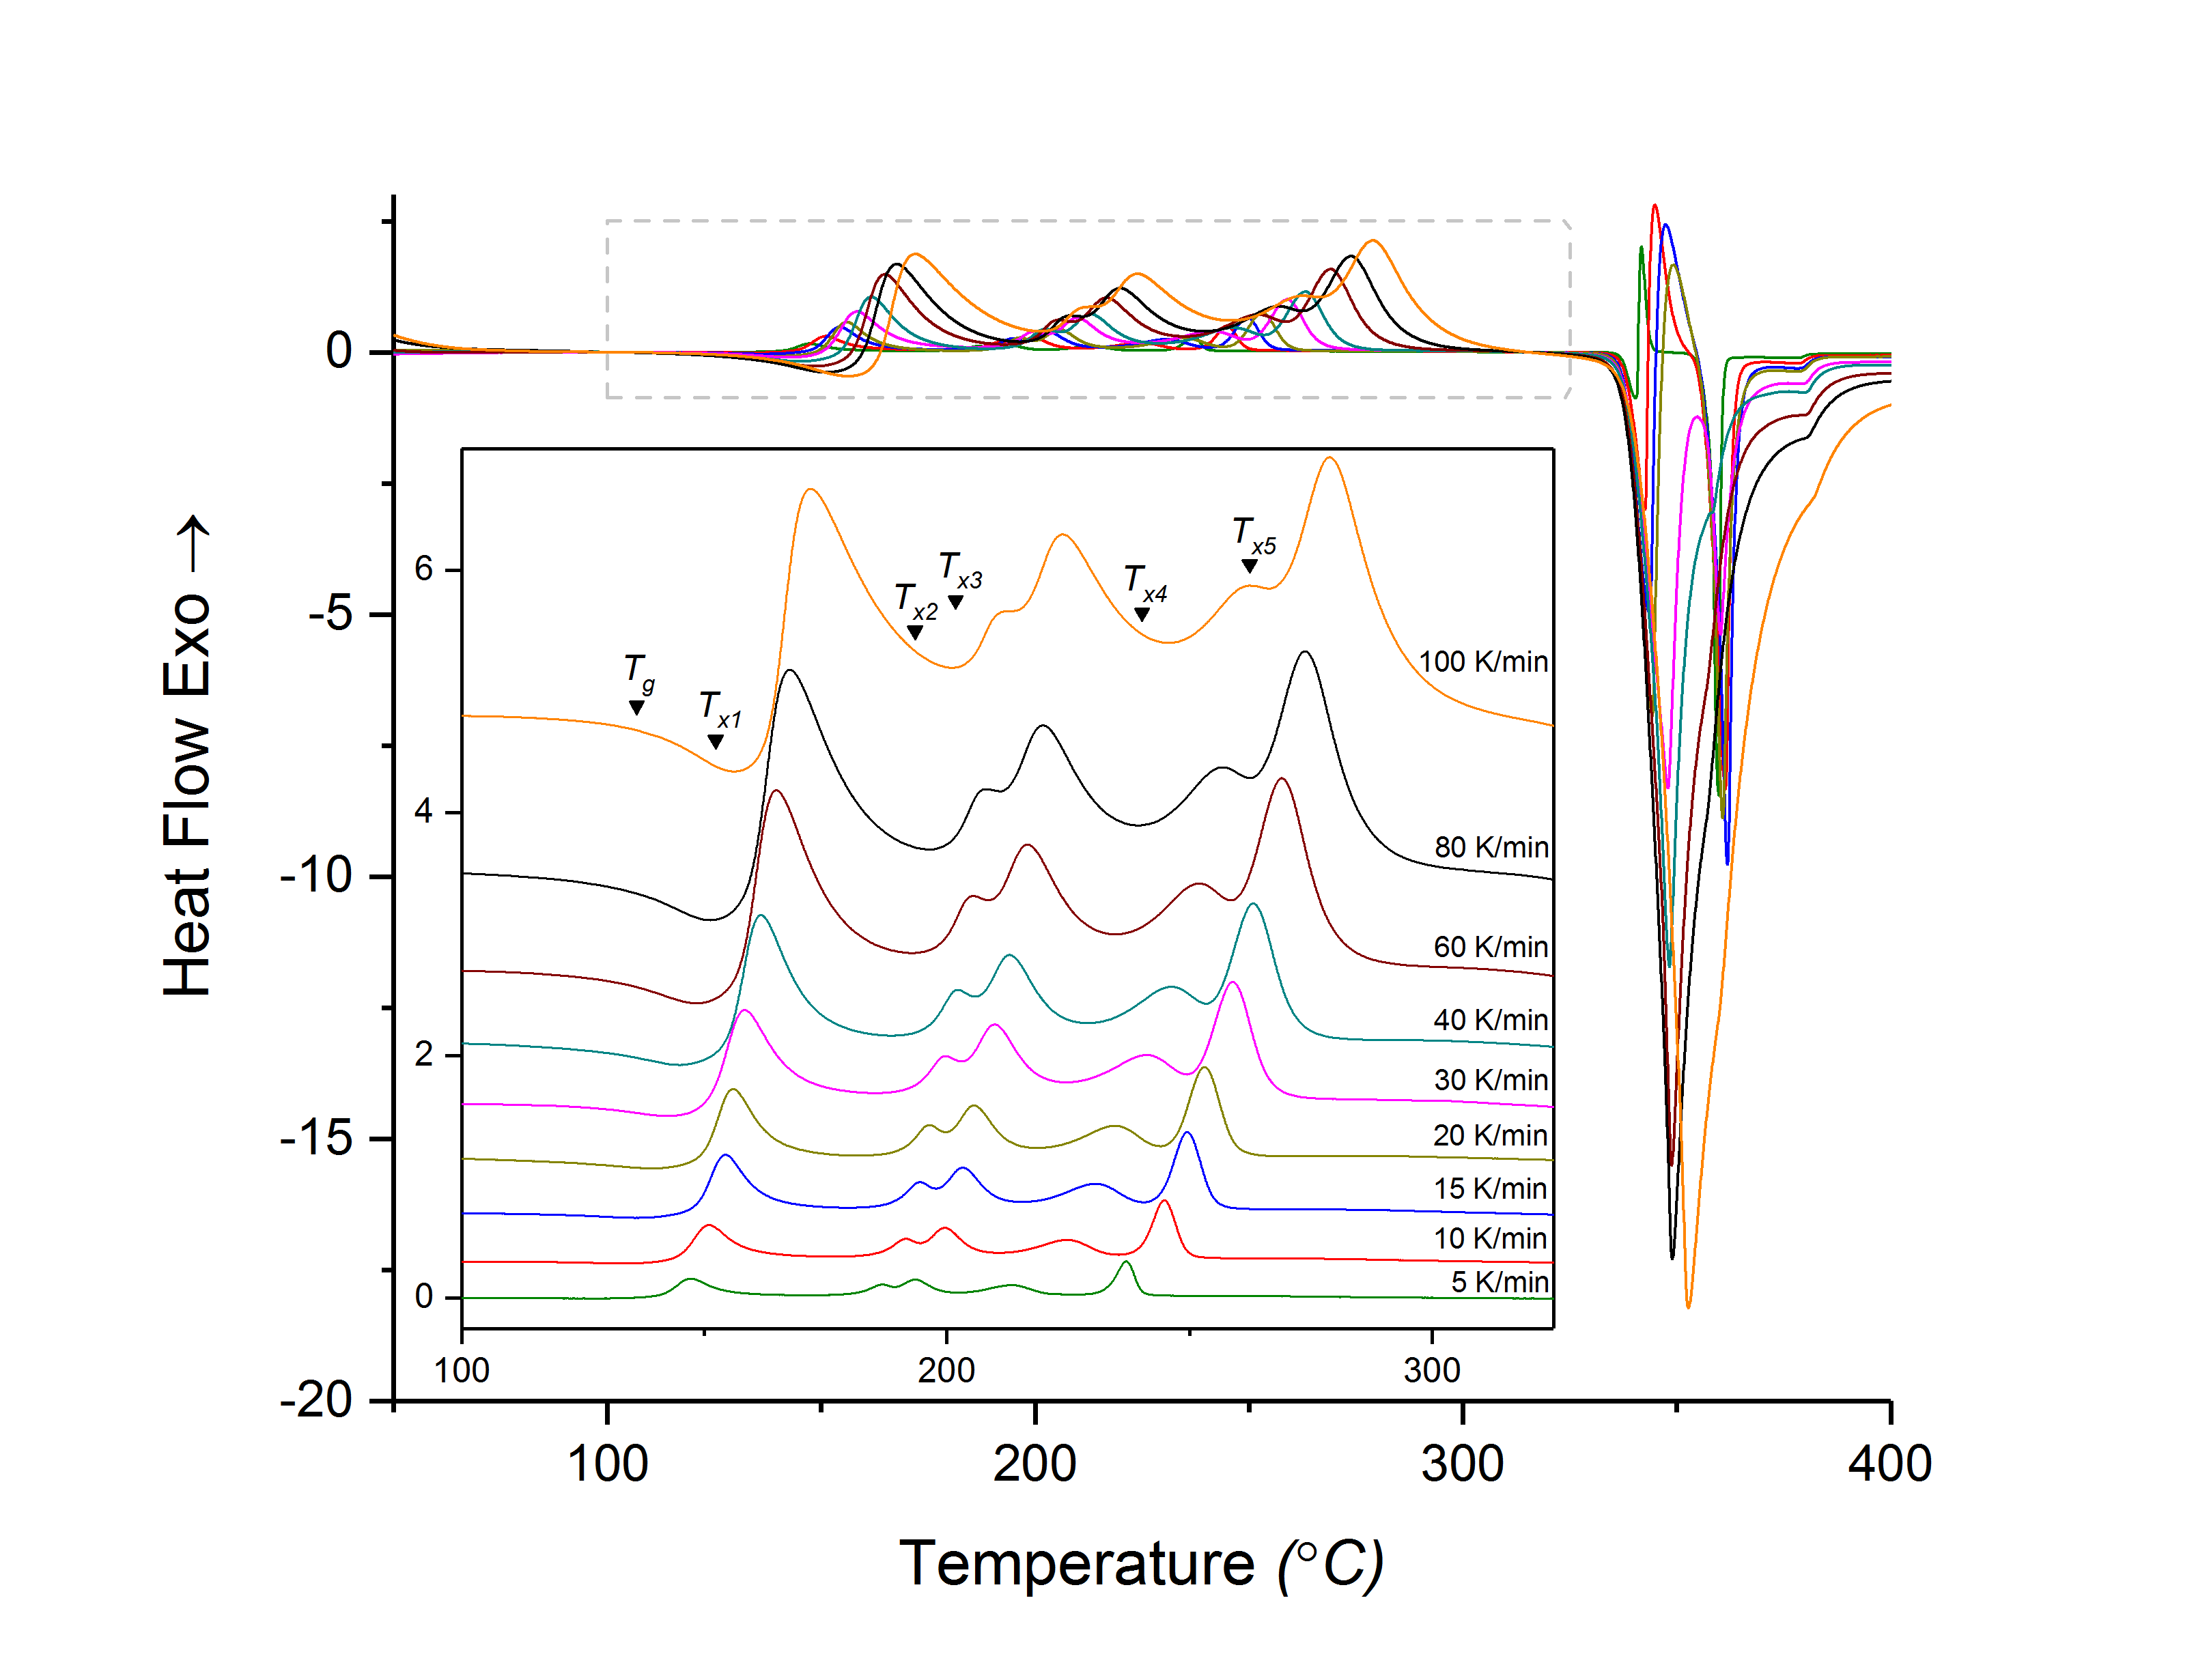 0
-5
-10
-15
-20
100
200
300
400
Heat Flow Exo →
Temperature (°C)
6
4
2
0
100
200
300
Tg
Tx1
Tx2
Tx3
Tx4
Tx5
100 K/min
80 K/min
60 K/min
40 K/min
30 K/min
20 K/min
15 K/min
10 K/min
5 K/min